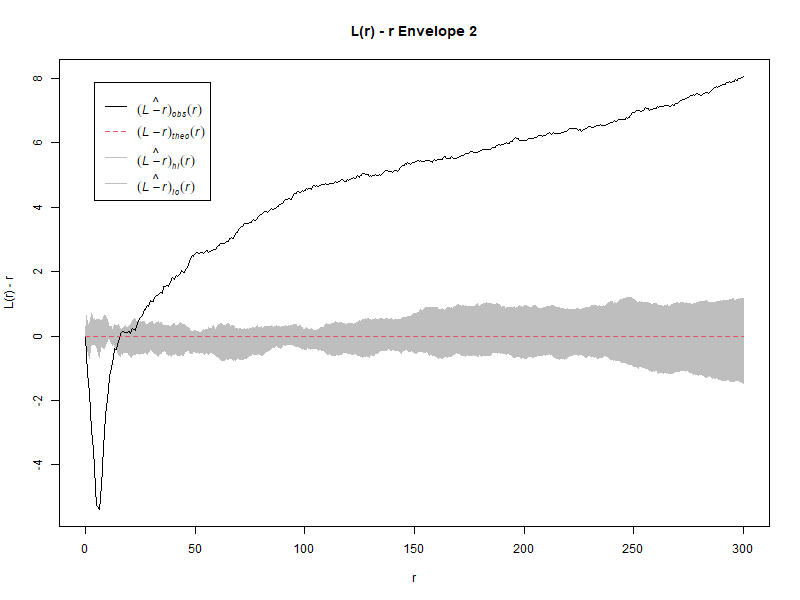 L(r) - r Envelope 2
L(r) - r
8
6
4
2
0
-2
-4
(L^−r)obs(r)
(L−r)theo(r)
(L^−r)hi(r)
(L^−r)lo(r)
0 50 100 150 200 250 300
r